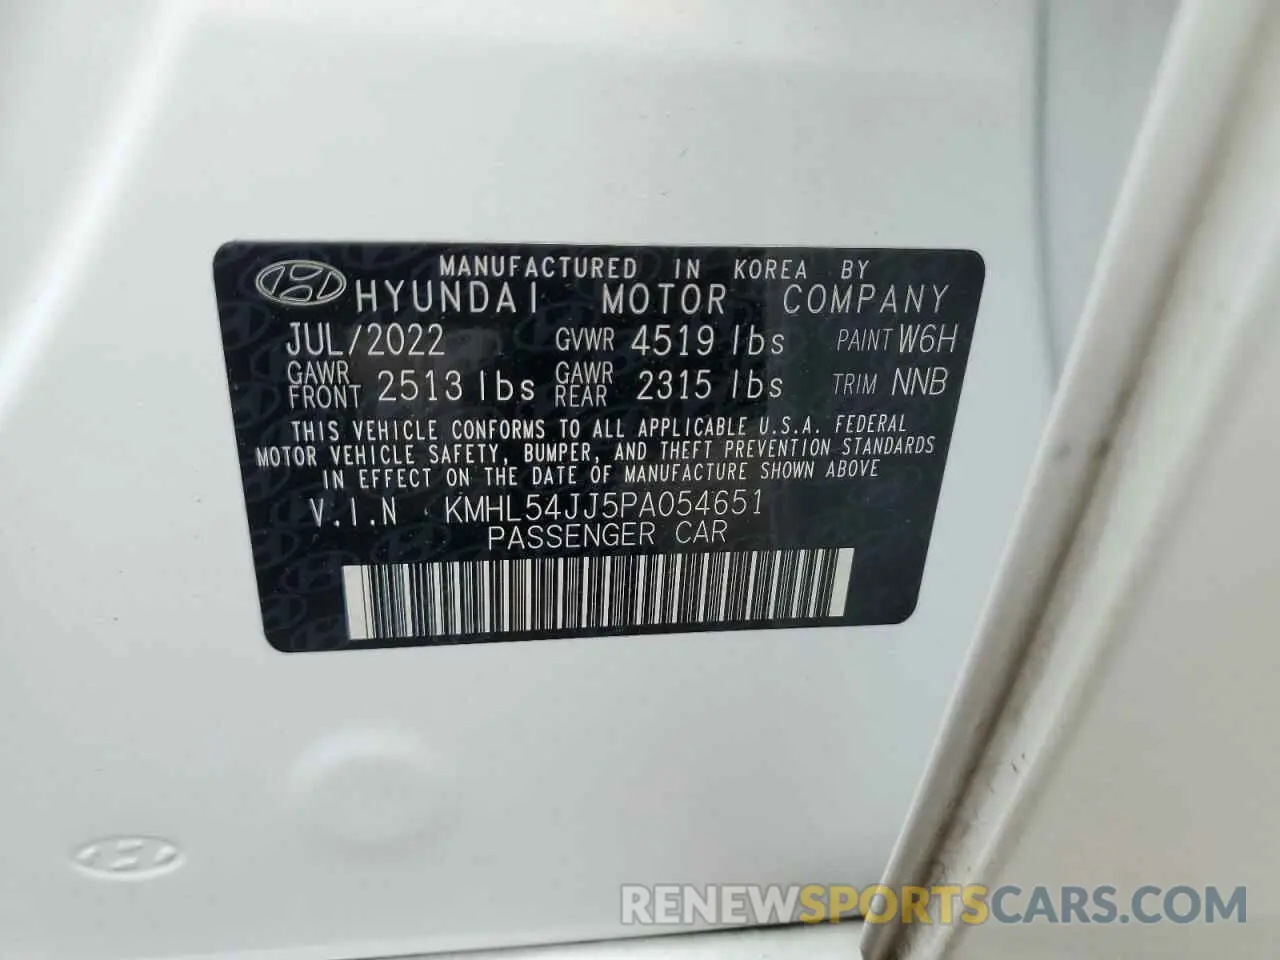 MANUFACTURED IN KOREA BY
HYUNDAI MOTOR COMPANY
JUL/2022 GVWR 4519 lbs PAINT W6H
GAWR FRONT 2513 lbs GAWR REAR 2315 lbs TRIM NNB
THIS VEHICLE CONFORMS TO ALL APPLICABLE U.S.A. FEDERAL
MOTOR VEHICLE SAFETY, BUMPER, AND THEFT PREVENTION STANDARDS
IN EFFECT ON THE DATE OF MANUFACTURE SHOWN ABOVE
V.I.N KMHL54JJ5PA054651
PASSENGER CAR
RENEWSPORTSCARS.COM